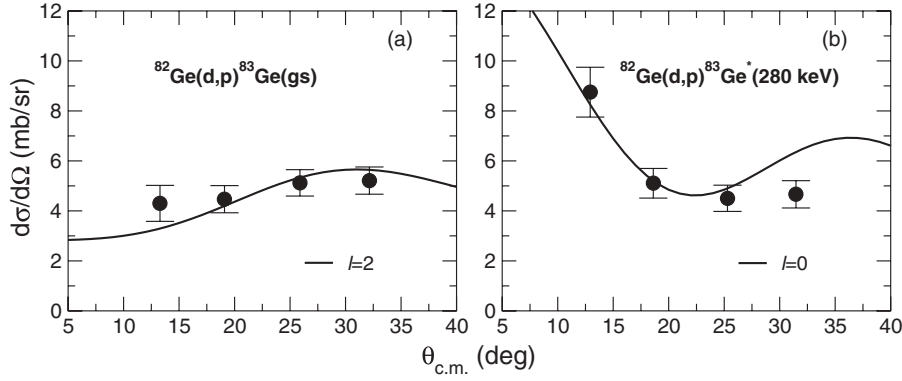 12
10
8
6
4
2
0
dσ/dΩ (mb/sr)
(a)
⁸²Ge(d,p)⁸³Ge(gs)
l=2
5 10 15 20 25 30 35 40
12
10
8
6
4
2
0
(b)
⁸²Ge(d,p)⁸³Ge*(280 keV)
l=0
5 10 15 20 25 30 35 40
θc.m. (deg)